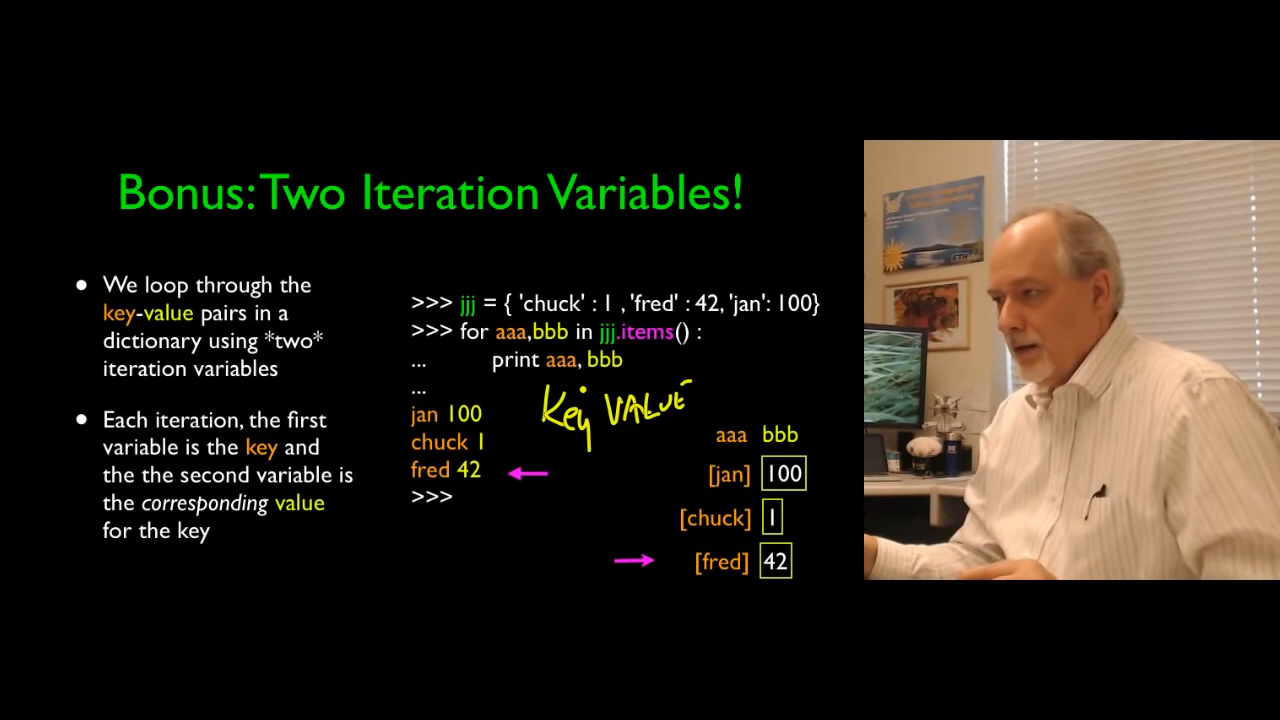 Bonus: Two Iteration Variables!
• We loop through the
key-value pairs in a
dictionary using *two*
iteration variables
• Each iteration, the first
variable is the key and
the the second variable is
the corresponding value
for the key
>>> jjj = { 'chuck' : 1 , 'fred' : 42, 'jan': 100}
>>> for aaa,bbb in jjj.items() :
... print aaa, bbb
...
jan 100
chuck 1
fred 42
>>>
Key VALUE
aaa bbb
[jan] 100
[chuck] 1
[fred] 42
ETH